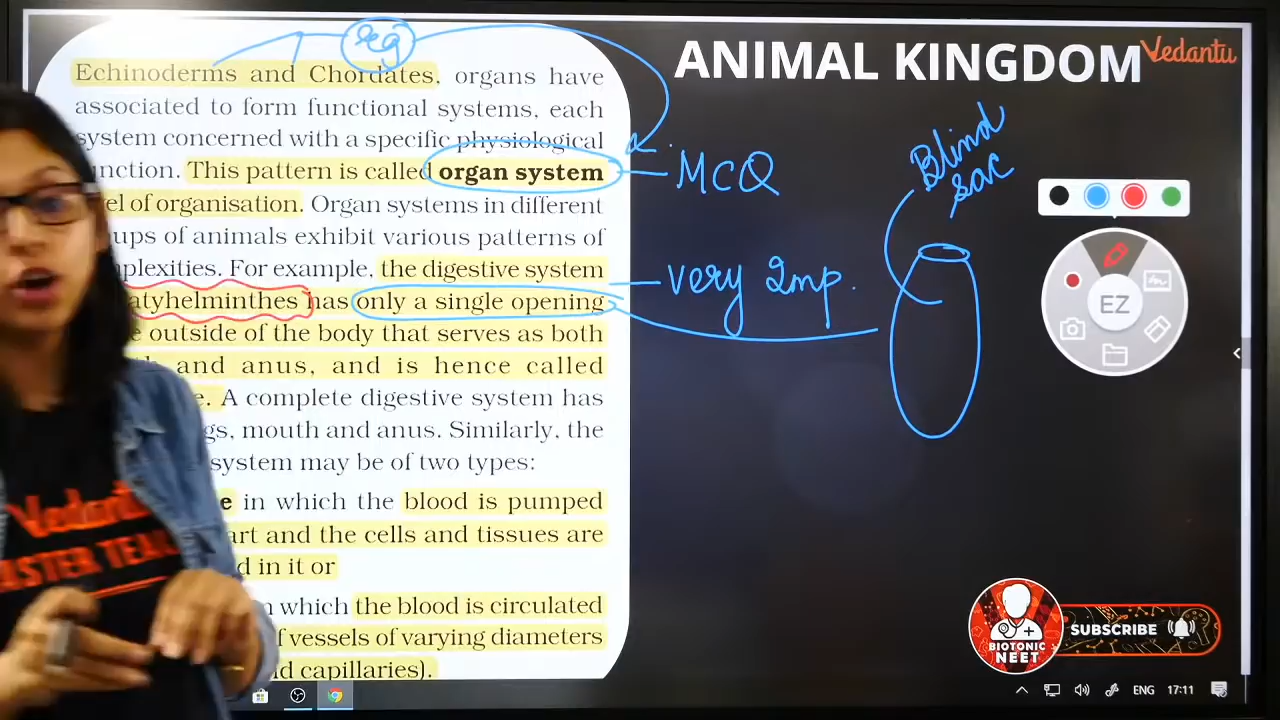 eg
ANIMAL KINGDOM
Vedantu
Echinoderms and Chordates, organs have
associated to form functional systems, each
system concerned with a specific physiological
unction. This pattern is called organ system
vel of organisation. Organ systems in different
ups of animals exhibit various patterns of
plexities. For example, the digestive system
atyhelminthes has only a single opening
e outside of the body that serves as both
th and anus, and is hence called
e. A complete digestive system has
gs, mouth and anus. Similarly, the
system may be of two types:
e in which the blood is pumped
art and the cells and tissues are
d in it or
n which the blood is circulated
f vessels of varying diameters
nd capillaries).
MCQ
very Imp.
Blind
sac
EZ
Vedantu
MASTER TEAC
BIOTONIC
NEET
SUBSCRIBE
ENG 17:11